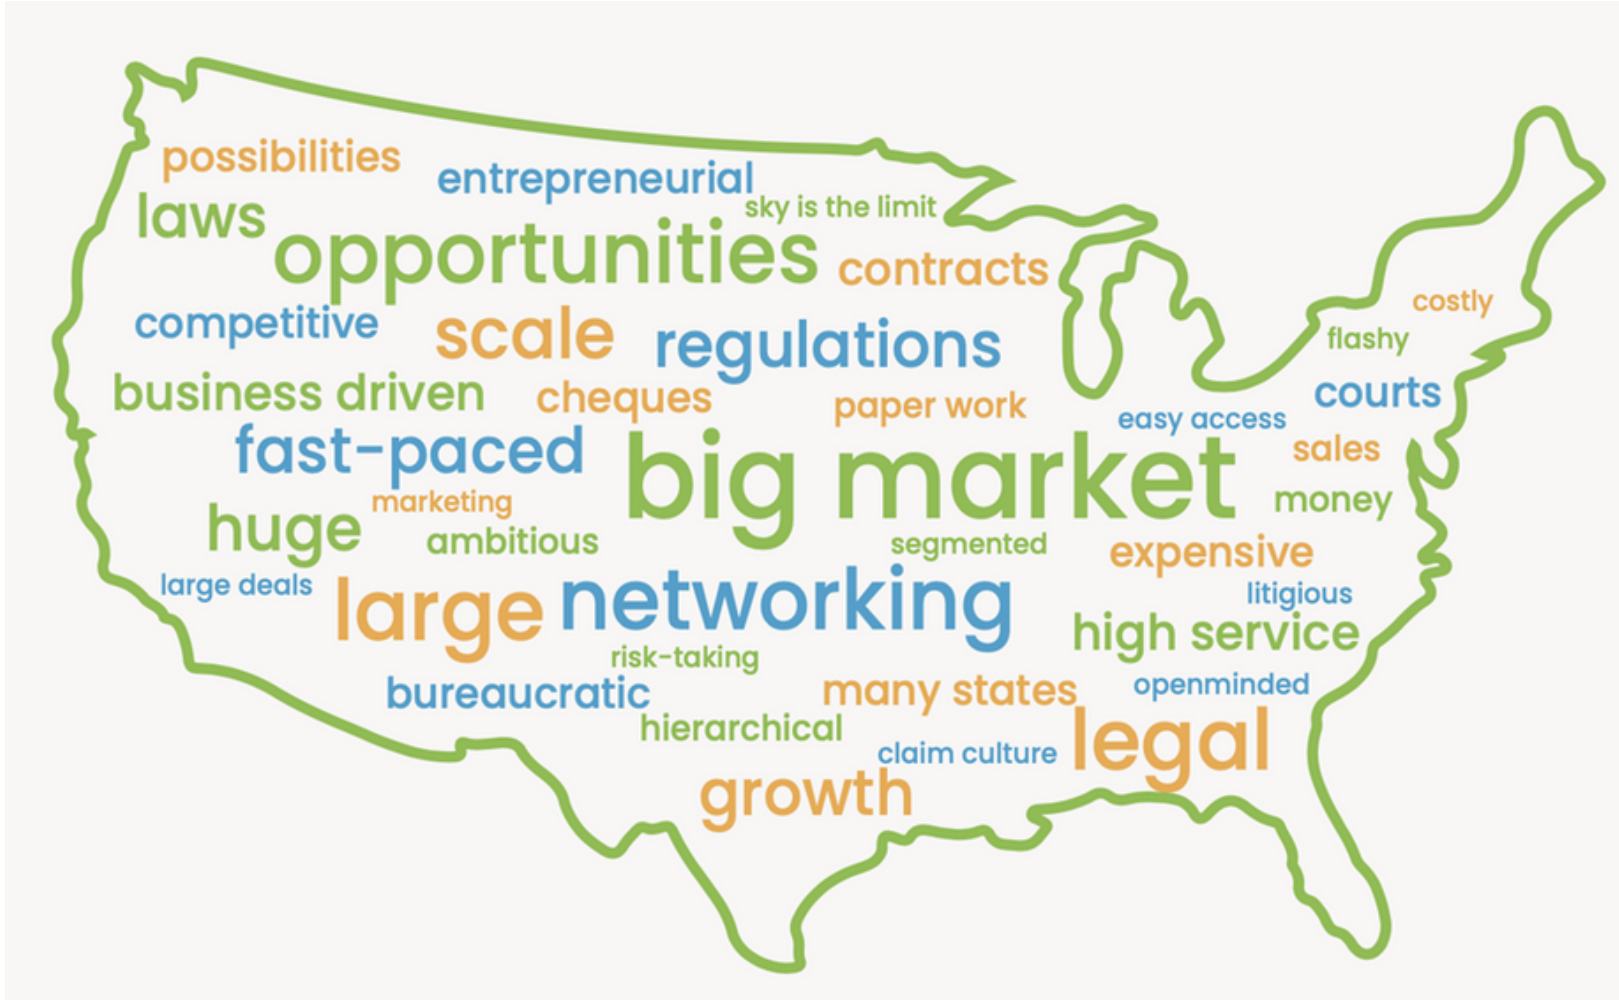 possibilities
entrepreneurial
sky is the limit
laws
opportunities
contracts
costly
competitive
scale
regulations
flashy
business driven
cheques
paper work
courts
easy access
fast-paced
big market
sales
marketing
money
huge
ambitious
segmented
expensive
large deals
large
networking
litigious
high service
risk-taking
bureaucratic
many states
openminded
hierarchical
claim culture
legal
growth